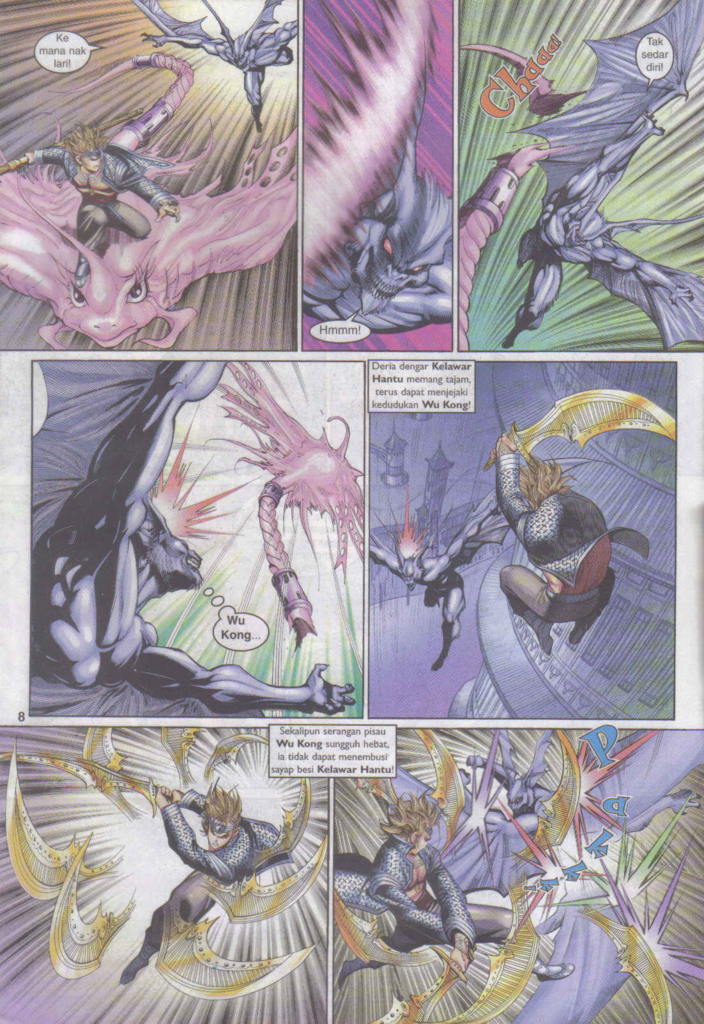 Ke
mana nak
lari!
Hmmm!
Chaaa!
Tak
sedar
diri!
Wu
Kong...
Deria dengar Kelawar
Hantu memang tajam,
terus dapat menjejaki
kedudukan Wu Kong!
8
Sekalipun serangan pisau
Wu Kong sungguh hebat,
ia tidak dapat menembusi
sayap besi Kelawar Hantu!